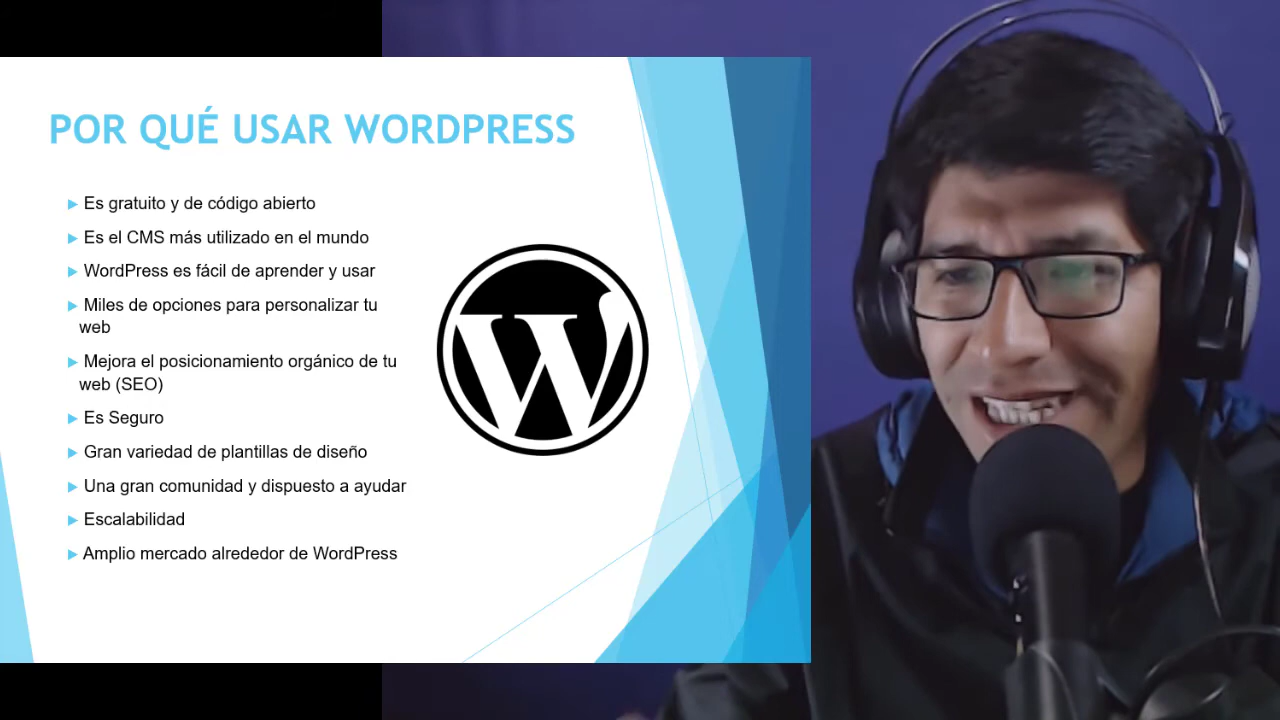 POR QUÉ USAR WORDPRESS
Es gratuito y de código abierto
Es el CMS más utilizado en el mundo
WordPress es fácil de aprender y usar
Miles de opciones para personalizar tu
web
Mejora el posicionamiento orgánico de tu
web (SEO)
Es Seguro
Gran variedad de plantillas de diseño
Una gran comunidad y dispuesto a ayudar
Escalabilidad
Amplio mercado alrededor de WordPress